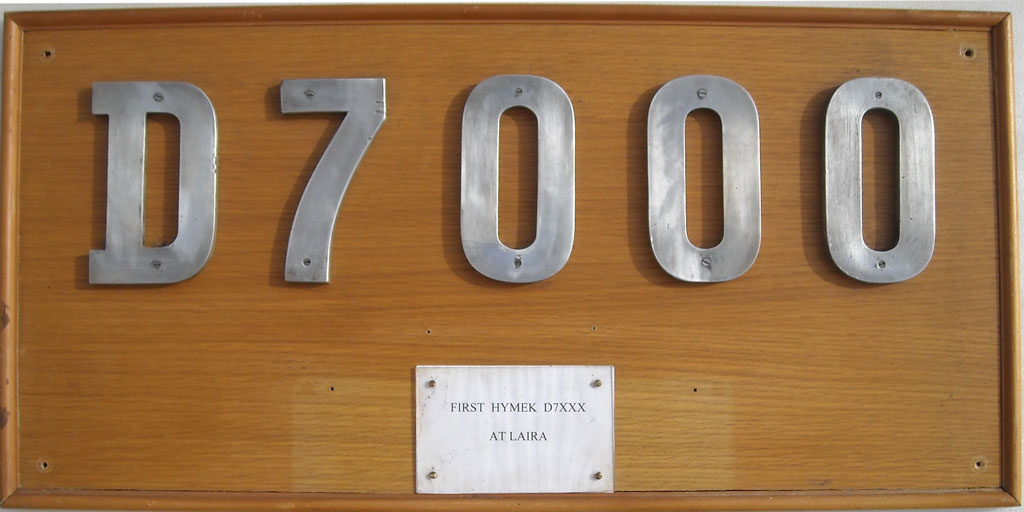 D7000
FIRST HYMEK D7XXX
AT LAIRA